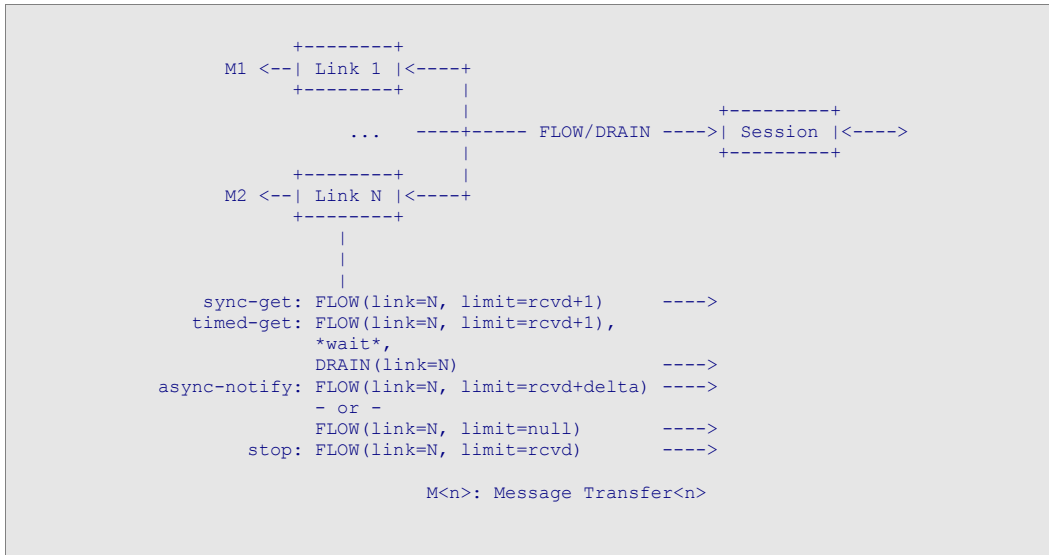 +--------+
M1 <--| Link 1 |<----+
+--------+ |
| +---------+
... ----+----- FLOW/DRAIN ---->| Session |<---->
| +---------+
+--------+ |
M2 <--| Link N |<----+
+--------+
|
|
|
sync-get: FLOW(link=N, limit=rcvd+1) ---->
timed-get: FLOW(link=N, limit=rcvd+1),
*wait*,
DRAIN(link=N) ---->
async-notify: FLOW(link=N, limit=rcvd+delta) ---->
- or -
FLOW(link=N, limit=null) ---->
stop: FLOW(link=N, limit=rcvd) ---->
M<n>: Message Transfer<n>